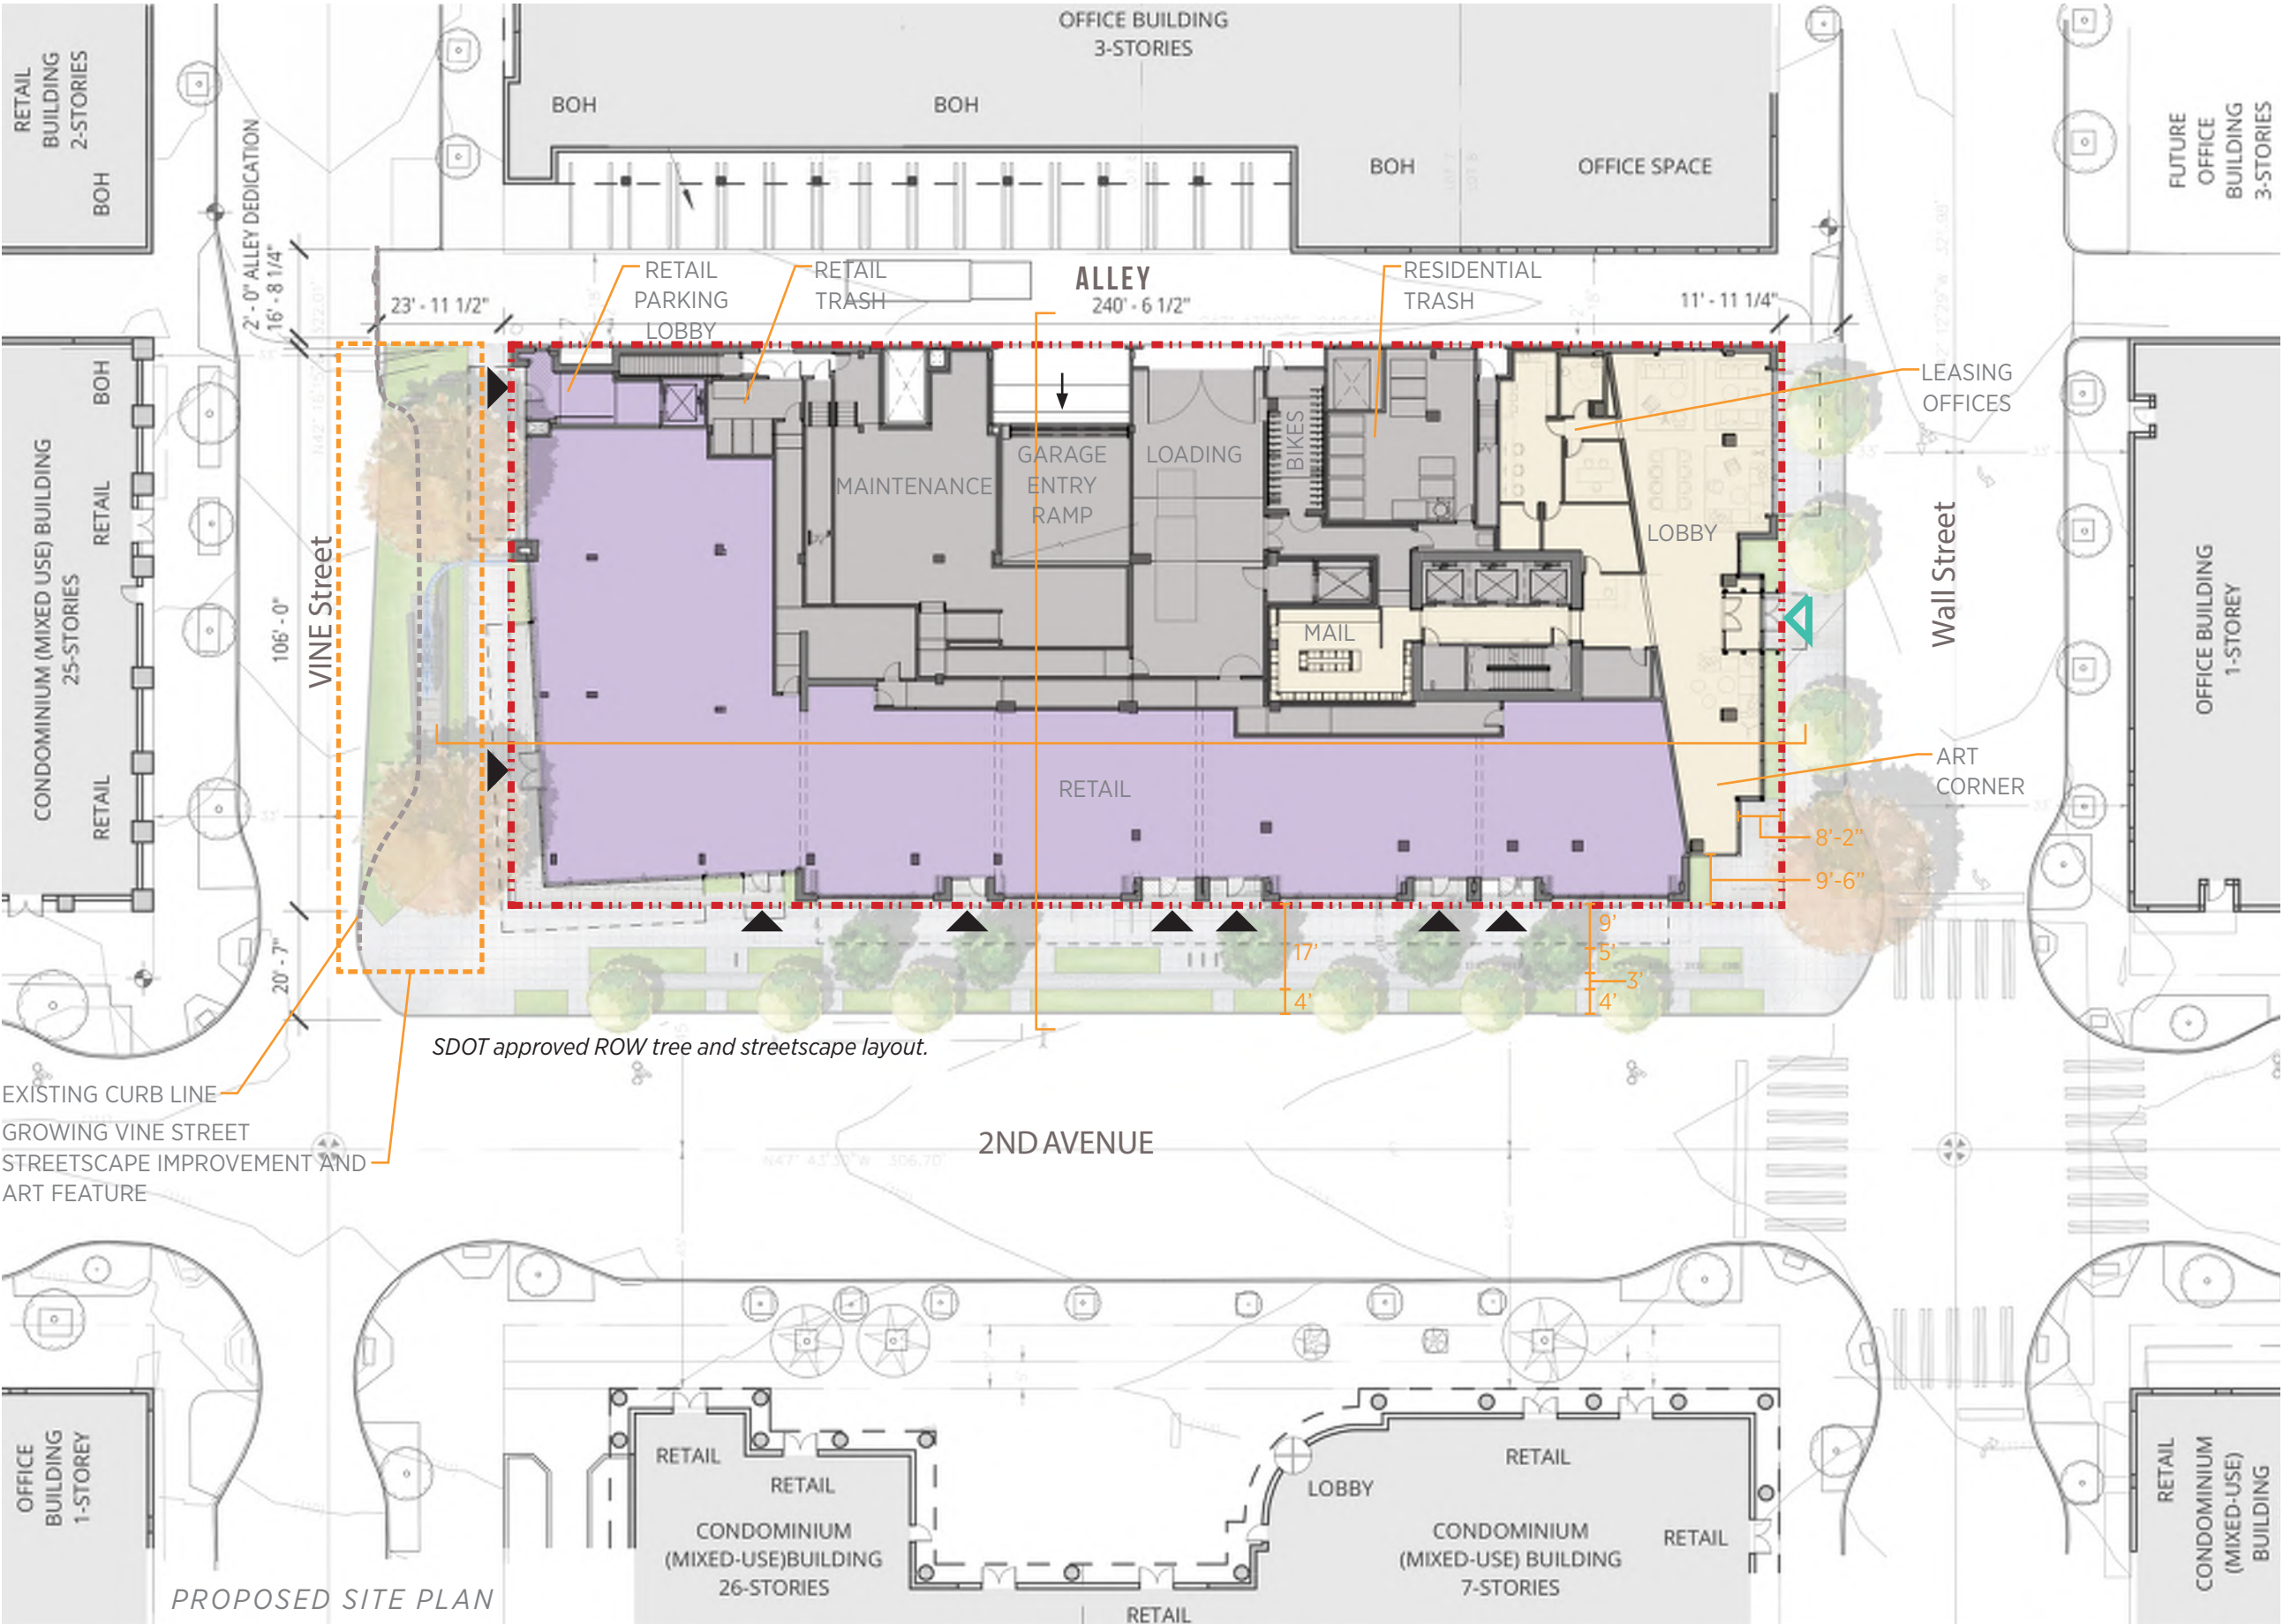 OFFICE BUILDING
3-STORIES
RETAIL
BUILDING
2-STORIES
BOH
BOH
BOH
BOH
OFFICE SPACE
FUTURE
OFFICE
BUILDING
3-STORIES
2' - 0" ALLEY DEDICATION
16' - 8 1/4"
23' - 11 1/2"
RETAIL
PARKING
LOBBY
RETAIL
TRASH
ALLEY
240' - 6 1/2"
RESIDENTIAL
TRASH
11' - 11 1/4"
LEASING
OFFICES
BOH
RETAIL
RETAIL
CONDOMINIUM (MIXED USE) BUILDING
25-STORIES
VINE Street
106' - 0"
20' - 7"
MAINTENANCE
GARAGE
ENTRY
RAMP
LOADING
BIKES
LOBBY
MAIL
RETAIL
Wall Street
OFFICE BUILDING
1-STOREY
ART
CORNER
8'-2"
9'-6"
17'
4'
9'
5'
3'
4'
SDOT approved ROW tree and streetscape layout.
EXISTING CURB LINE
GROWING VINE STREET
STREETSCAPE IMPROVEMENT AND
ART FEATURE
2ND AVENUE
N47° 43'30"W 306.70'
OFFICE
BUILDING
1-STOREY
RETAIL
RETAIL
CONDOMINIUM
(MIXED-USE)BUILDING
26-STORIES
LOBBY
RETAIL
RETAIL
CONDOMINIUM
(MIXED-USE) BUILDING
7-STORIES
RETAIL
RETAIL
CONDOMINIUM
(MIXED-USE)
BUILDING
PROPOSED SITE PLAN